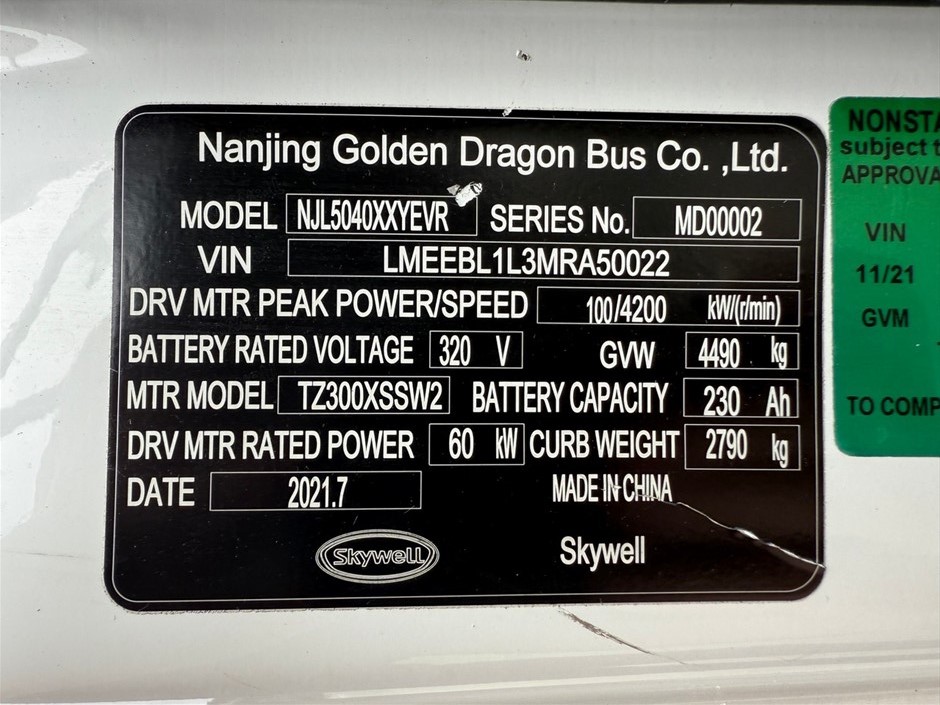 Nanjing Golden Dragon Bus Co. ,Ltd.
MODEL NJL5040XXYEVR SERIES No. MD00002
VIN LMEEBL1L3MRA50022
DRV MTR PEAK POWER/SPEED 100/4200 kW/(r/min)
BATTERY RATED VOLTAGE 320 V GVW 4490 kg
MTR MODEL TZ300XSSW2 BATTERY CAPACITY 230 Ah
DRV MTR RATED POWER 60 kW CURB WEIGHT 2790 kg
DATE 2021.7 MADE IN CHINA
Skywell Skywell
NONSTA
subject t
APPROVA
VIN
11/21
GVM
TO COMP